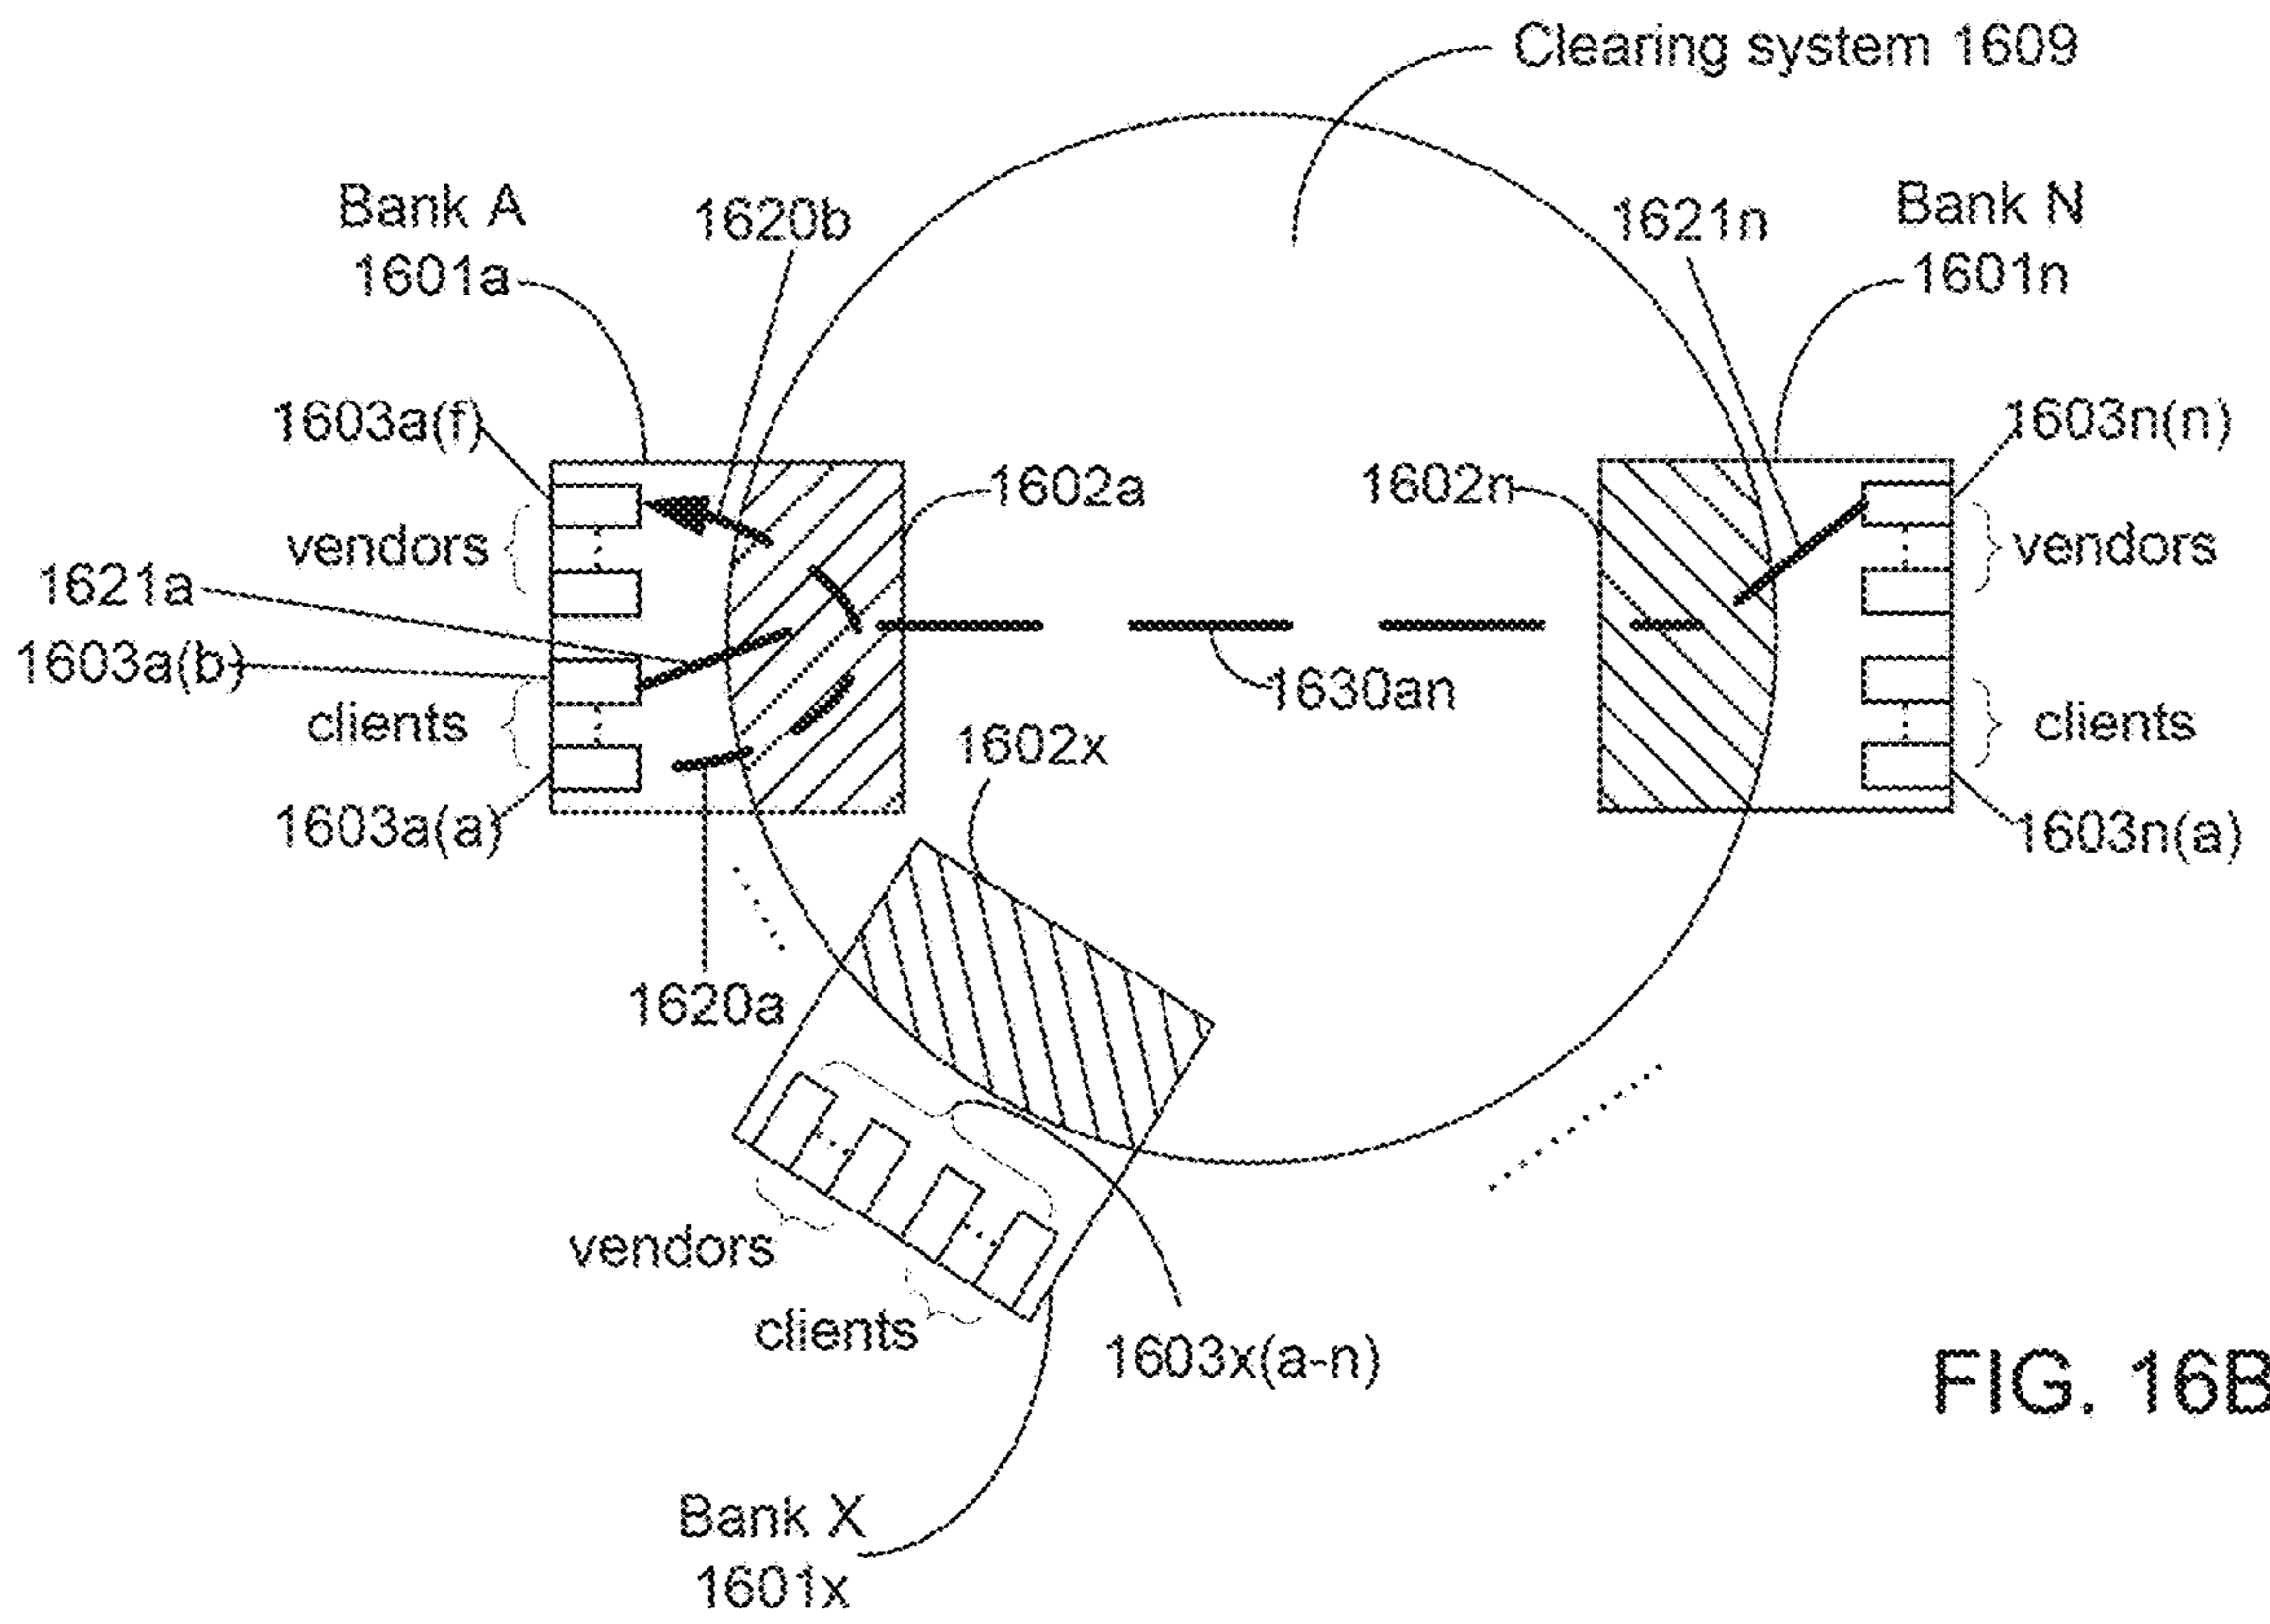 Clearing system 1609
Bank A
1601a
1620b
1621n
Bank N
1601n
1603a(f)
1603n(n)
1602a
1602n
vendors
vendors
1621a
1603a(b)
1630an
clients
clients
1602x
1603a(a)
1603n(a)
1620a
vendors
clients
1603x(a-n)
FIG. 16B
Bank X
1601x